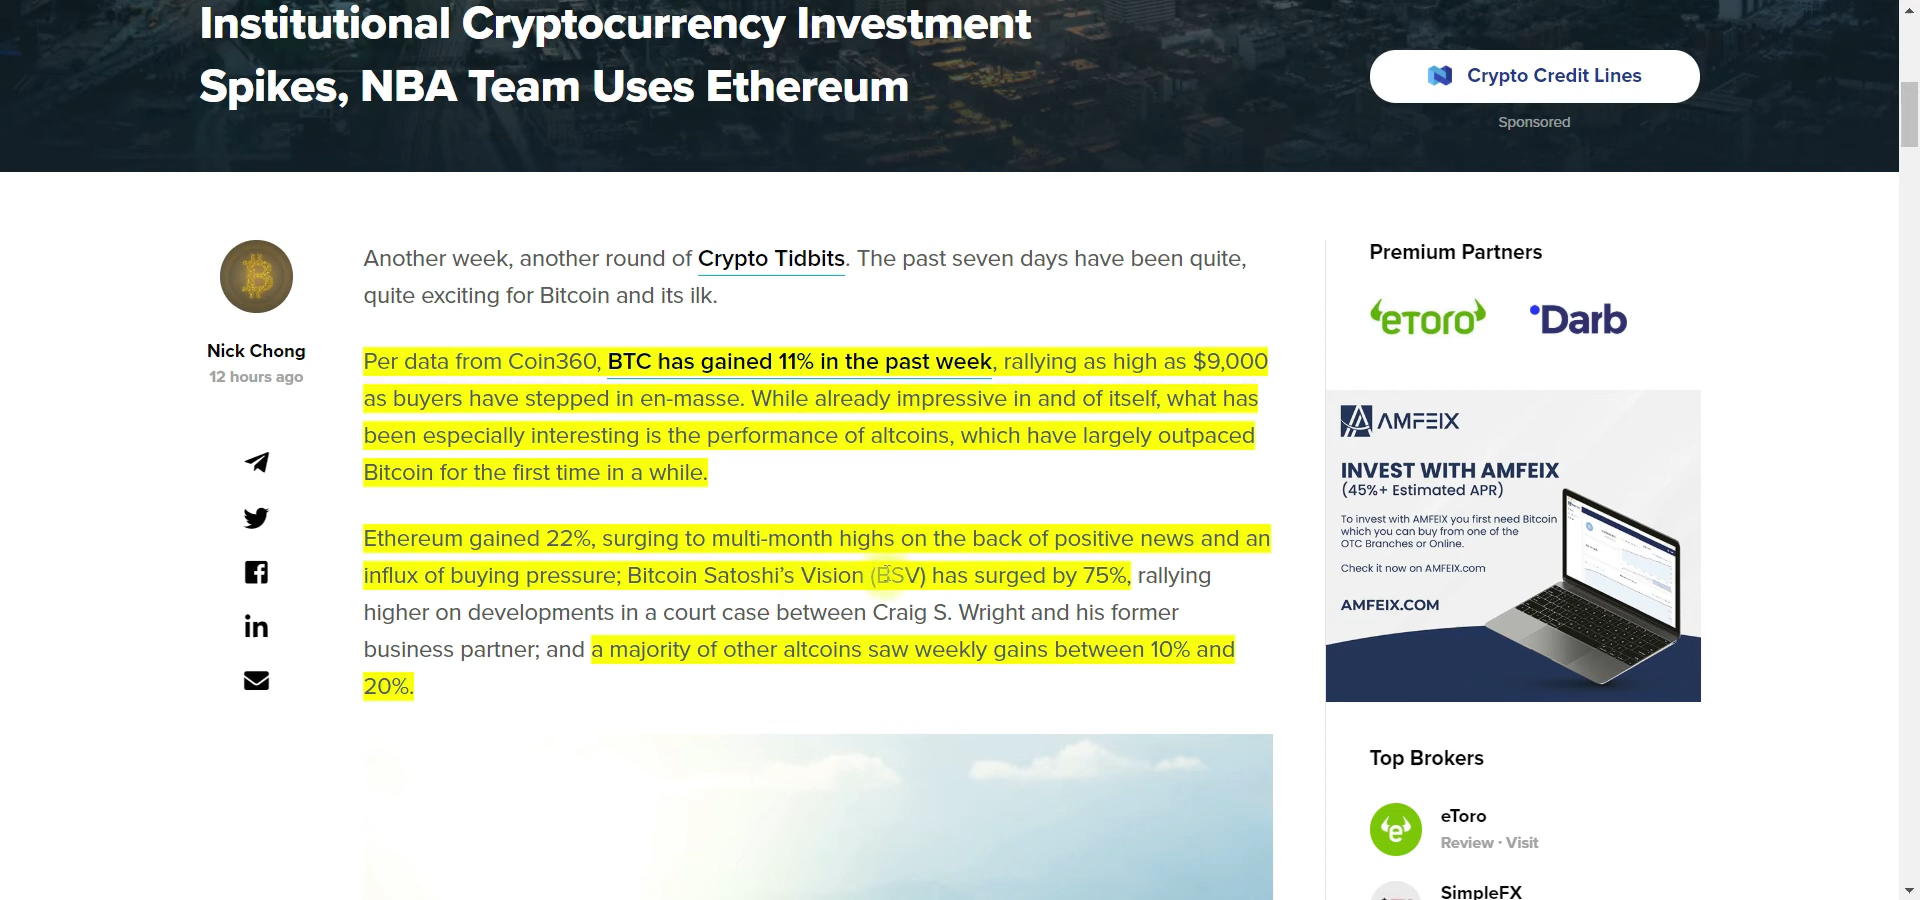 Institutional Cryptocurrency Investment
Spikes, NBA Team Uses Ethereum
Crypto Credit Lines
Sponsored
Nick Chong
12 hours ago
Another week, another round of Crypto Tidbits. The past seven days have been quite,
quite exciting for Bitcoin and its ilk.
Per data from Coin360, BTC has gained 11% in the past week, rallying as high as $9,000
as buyers have stepped in en-masse. While already impressive in and of itself, what has
been especially interesting is the performance of altcoins, which have largely outpaced
Bitcoin for the first time in a while.
Ethereum gained 22%, surging to multi-month highs on the back of positive news and an
influx of buying pressure; Bitcoin Satoshi's Vision (BSV) has surged by 75%, rallying
higher on developments in a court case between Craig S. Wright and his former
business partner; and a majority of other altcoins saw weekly gains between 10% and
20%.
Premium Partners
eToro
Darb
AMFEIX
INVEST WITH AMFEIX
(45%+ Estimated APR)
To invest with AMFEIX you first need Bitcoin
which you can buy from one of the
OTC Branches or Online.
Check it now on AMFEIX.com
AMFEIX.COM
Top Brokers
eToro
Review · Visit
SimpleFX